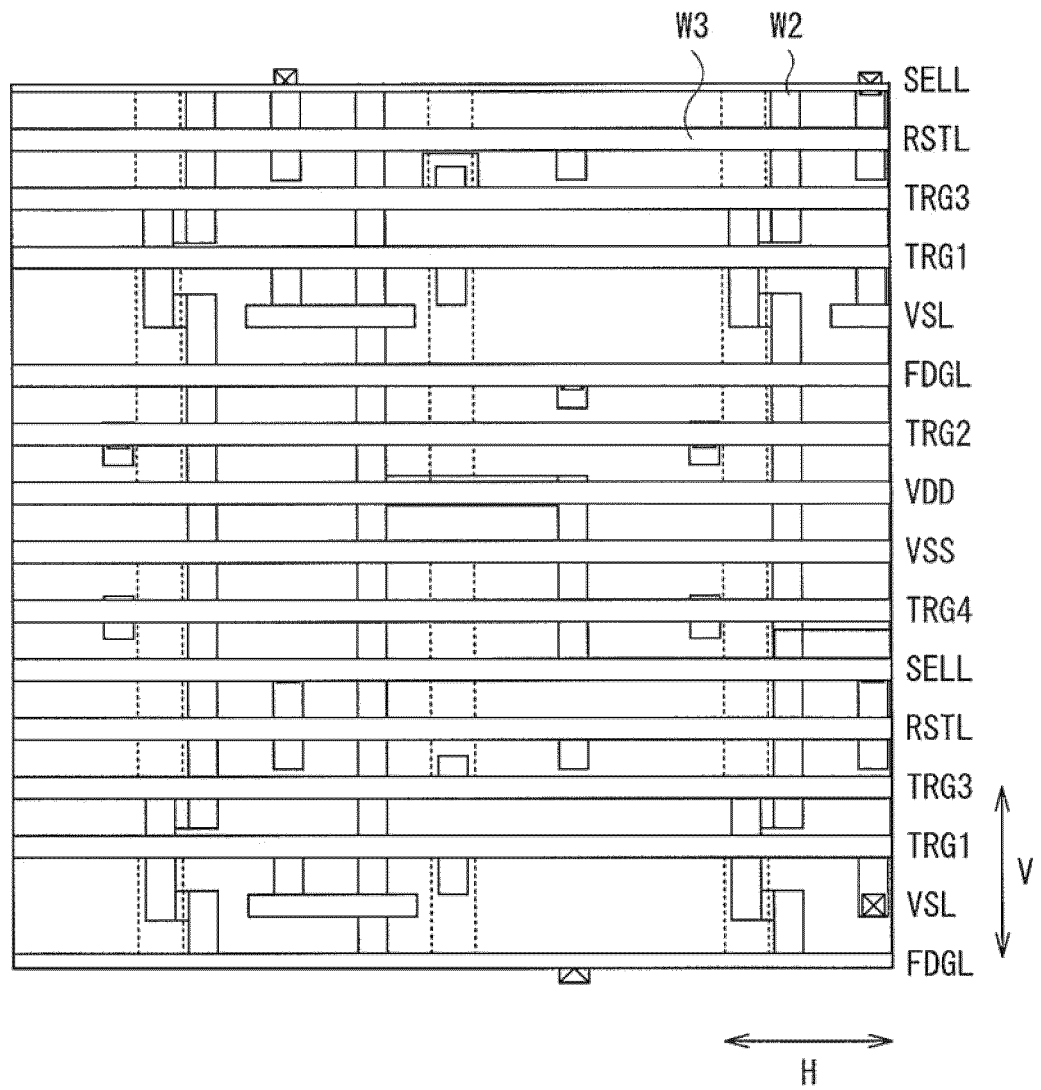 W3
W2
SELL
RSTL
TRG3
TRG1
VSL
FDGL
TRG2
VDD
VSS
TRG4
SELL
RSTL
TRG3
TRG1
V
VSL
FDGL
H